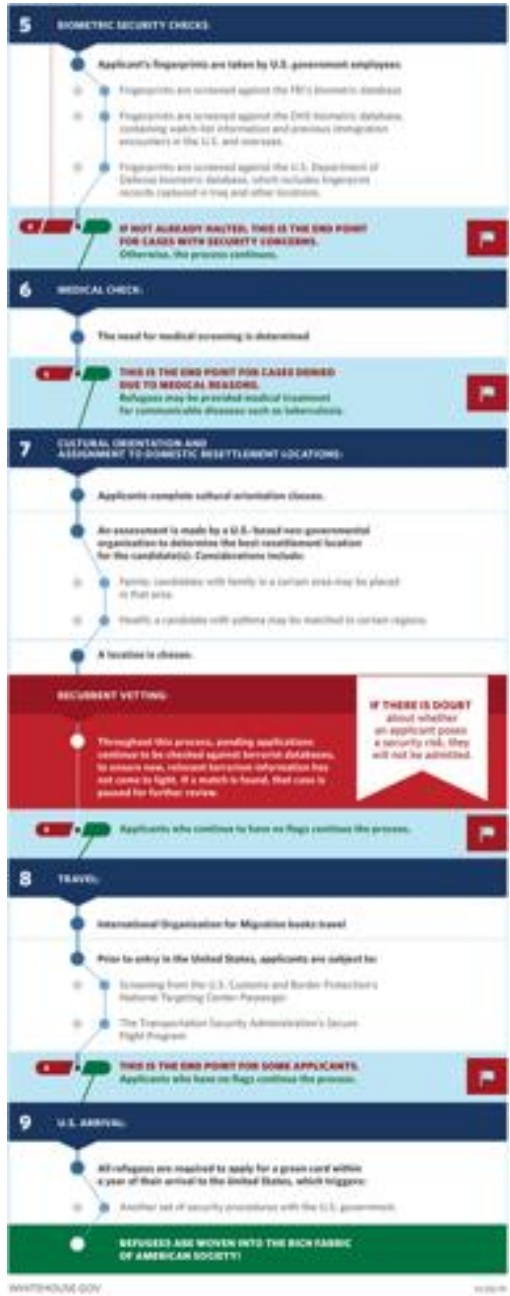 5 BIOMETRIC SECURITY CHECKS:
Applicant's fingerprints are taken by U.S. government employees
Fingerprints are screened against the FBI's biometric database.
Fingerprints are screened against the DHS biometric database,
containing watch-list information and previous immigration
encounters in the U.S. and overseas.
Fingerprints are screened against the U.S. Department of
Defense biometric database, which includes fingerprint
records captured in Iraq and other locations.
IF NOT ALREADY HALTED, THIS IS THE END POINT
FOR CASES WITH SECURITY CONCERNS.
Otherwise, the process continues.
6 MEDICAL CHECK:
The need for medical screening is determined
THIS IS THE END POINT FOR CASES DENIED
DUE TO MEDICAL REASONS.
Refugees may be provided medical treatment
for communicable diseases such as tuberculosis.
7 CULTURAL ORIENTATION AND
ASSIGNMENT TO DOMESTIC RESETTLEMENT LOCATIONS:
Applicants complete cultural orientation classes.
An assessment is made by a U.S.-based non-governmental
organization to determine the best resettlement location
for the candidate(s). Considerations include:
Family; candidates with family in a certain area may be placed
in that area.
Health; a candidate with asthma may be matched to certain regions.
A location is chosen.
RECURRENT VETTING:
Throughout this process, pending applications
continue to be checked against terrorist databases,
to ensure new, relevant terrorism information has
not come to light. If a match is found, that case is
paused for further review.
IF THERE IS DOUBT
about whether
an applicant poses
a security risk, they
will not be admitted.
Applicants who continue to have no flags continue the process.
8 TRAVEL:
International Organization for Migration books travel
Prior to entry in the United States, applicants are subject to:
Screening from the U.S. Customs and Border Protection's
National Targeting Center-Passenger
The Transportation Security Administration's Secure
Flight Program
THIS IS THE END POINT FOR SOME APPLICANTS.
Applicants who have no flags continue the process.
9 U.S. ARRIVAL:
All refugees are required to apply for a green card within
a year of their arrival to the United States, which triggers:
Another set of security procedures with the U.S. government.
REFUGEES ARE WOVEN INTO THE RICH FABRIC
OF AMERICAN SOCIETY!
WHITEHOUSE.GOV